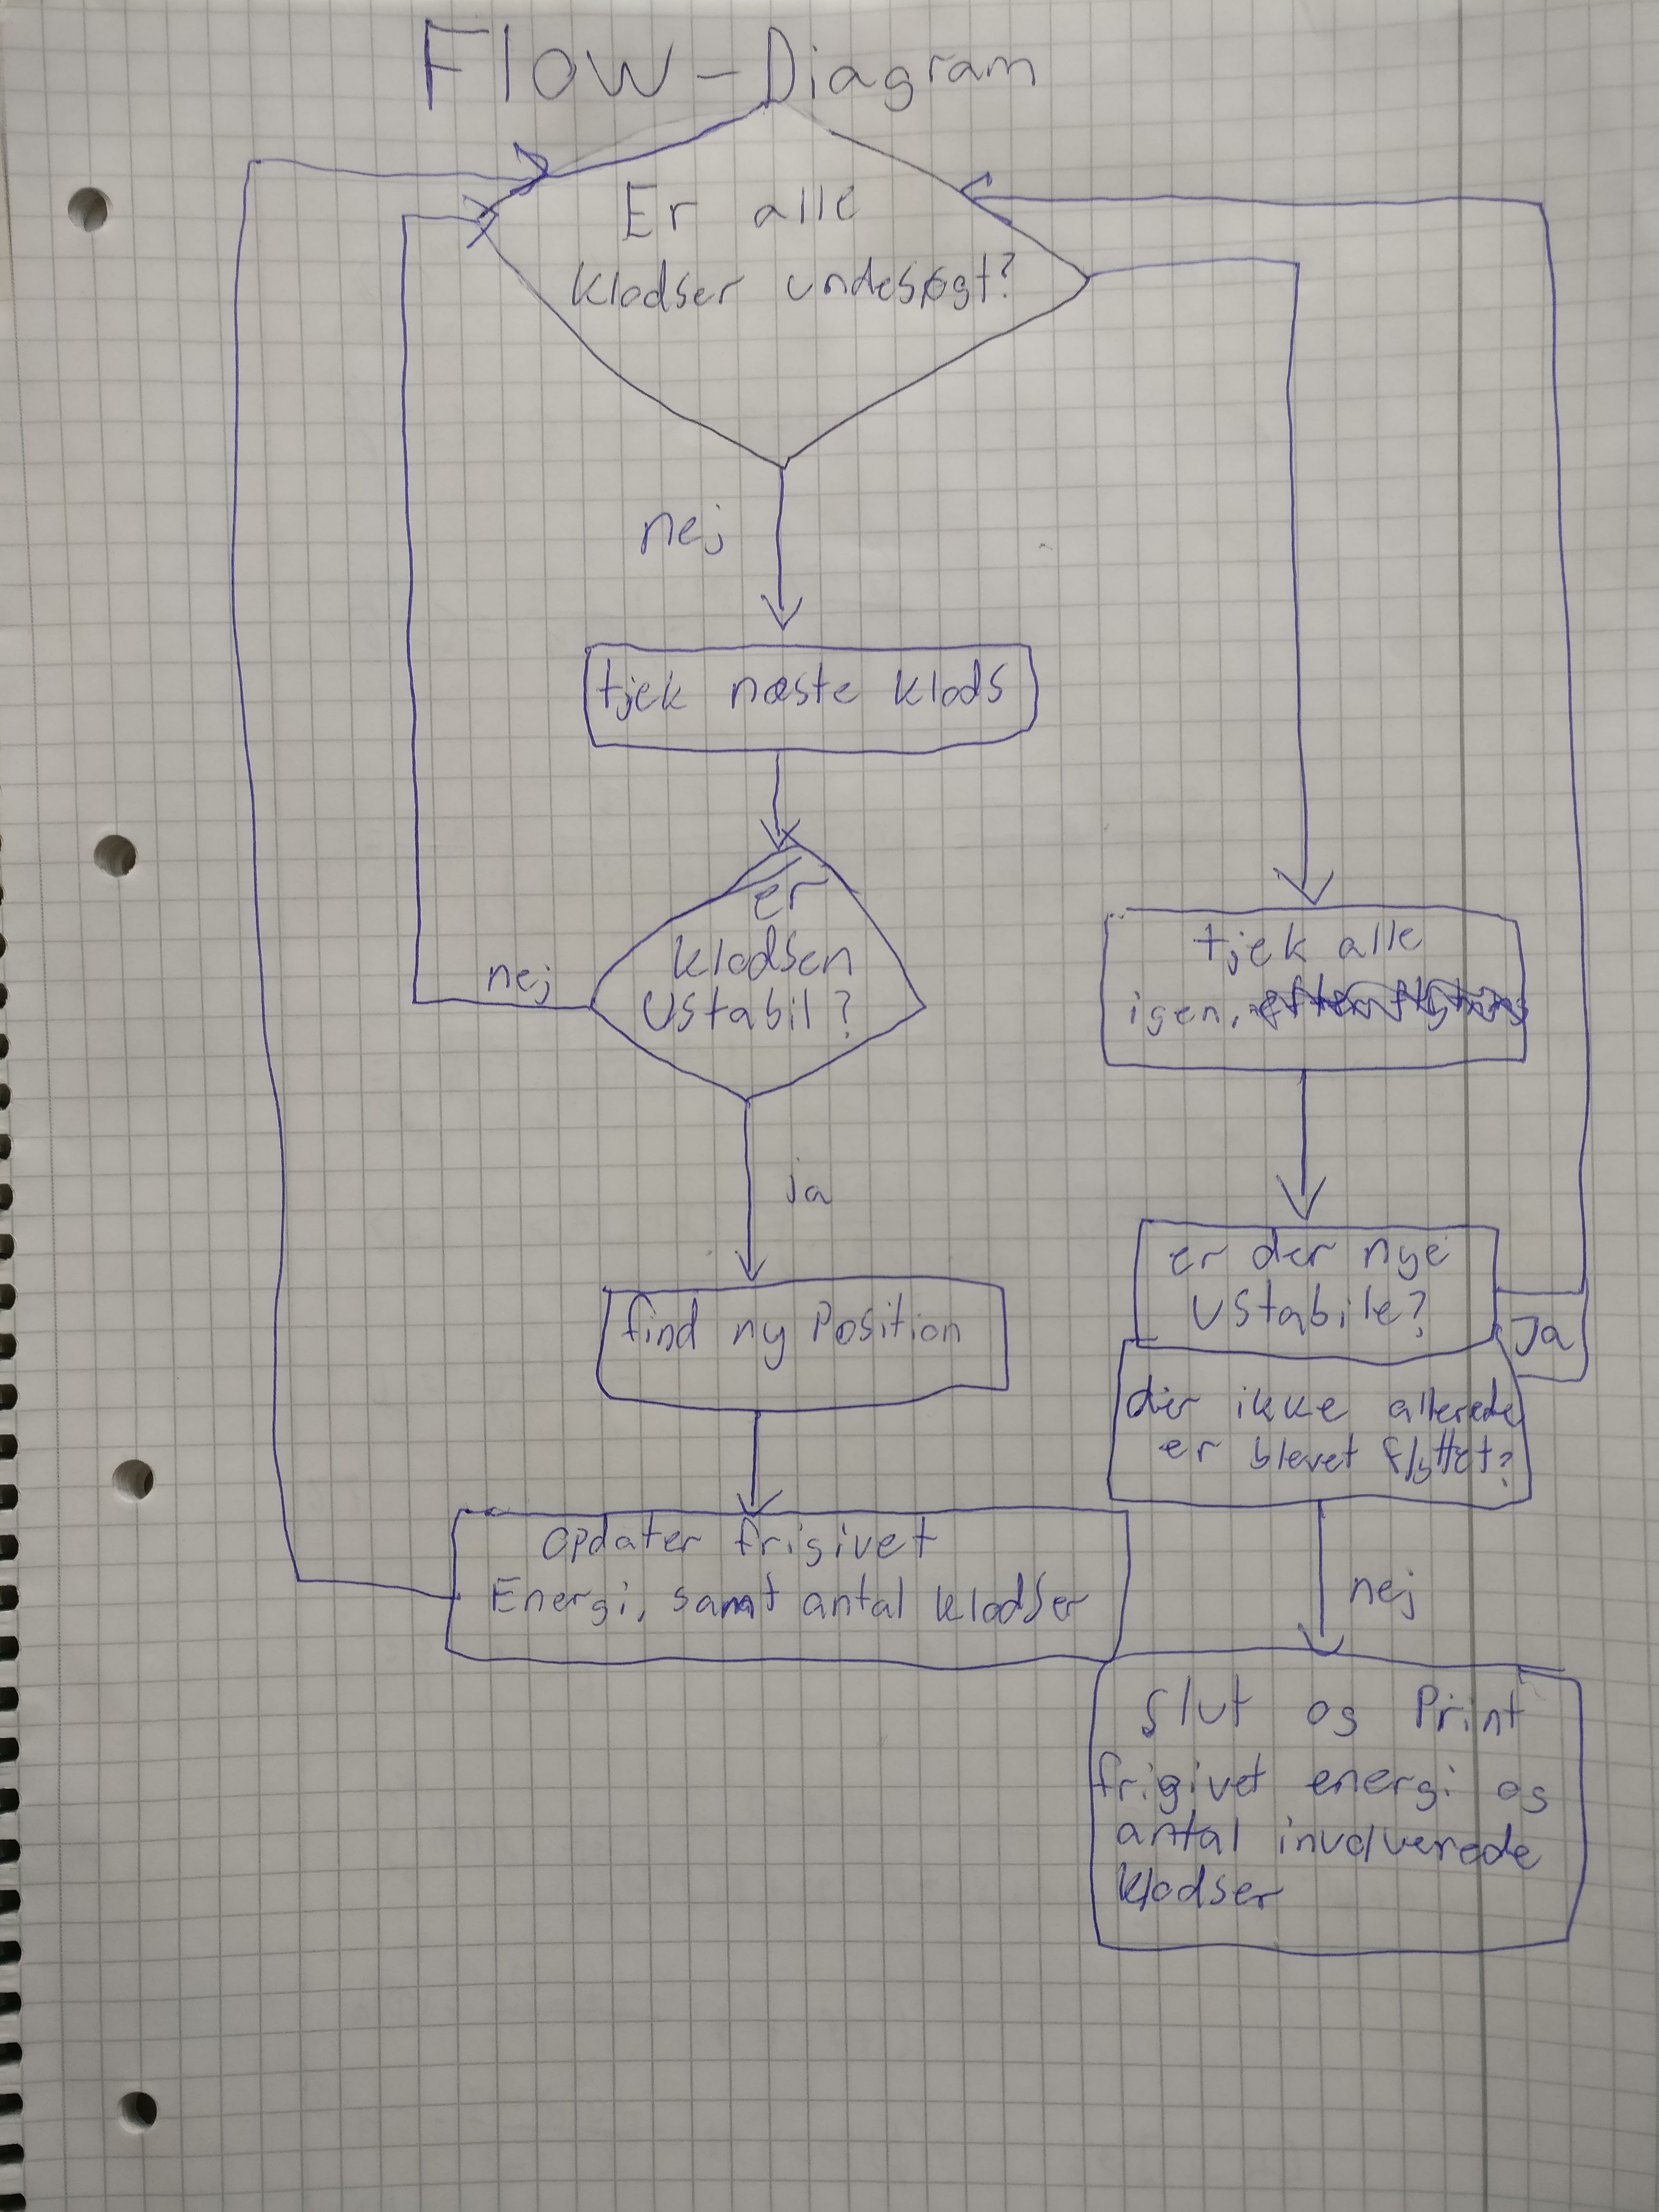 Flow-Diagram
Er alle
klodser undesøgt?
nej
tjek næste klods
er
klodsen
Ustabil?
nej
ja
find ny Position
opdater frigivet
Energi, samt antal klodser
tjek alle
igen,
er der nye
Ustabile?
Ja
der ikke allerede
er blevet flyttet?
nej
Slut og Print
frigivet energi og
antal involverede
klodser